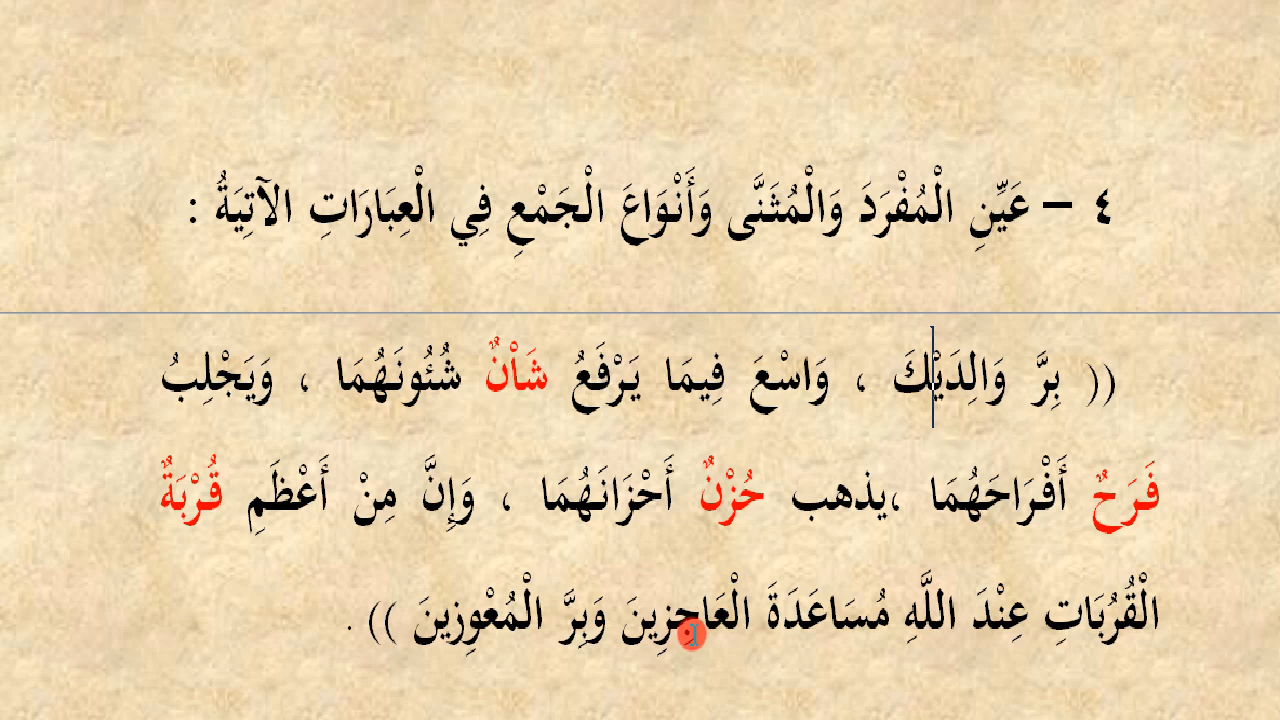 ٤ – عَيِّنِ الْمُفْرَدَ وَالْمُثَنَّى وَأَنْوَاعَ الْجَمْعِ فِي الْعِبَارَاتِ الآتِيَةُ :
(( بِرَّ وَالِدَيْكَ ، وَاسْعَ فِيمَا يَرْفَعُ شَاْنٌ شُئُونَهُمَا ، وَيَجْلِبُ
فَرَحٌ أَفْرَاحَهُمَا ،يذهب حُزْنٌ أَحْزَانَهُمَا ، وَإِنَّ مِنْ أَعْظَمِ قُرْبَةٌ
الْقُرُبَاتِ عِنْدَ اللَّهِ مُسَاعَدَةَ الْعَاجِزِينَ وَبِرَّ الْمُعْوِزِينَ )) .